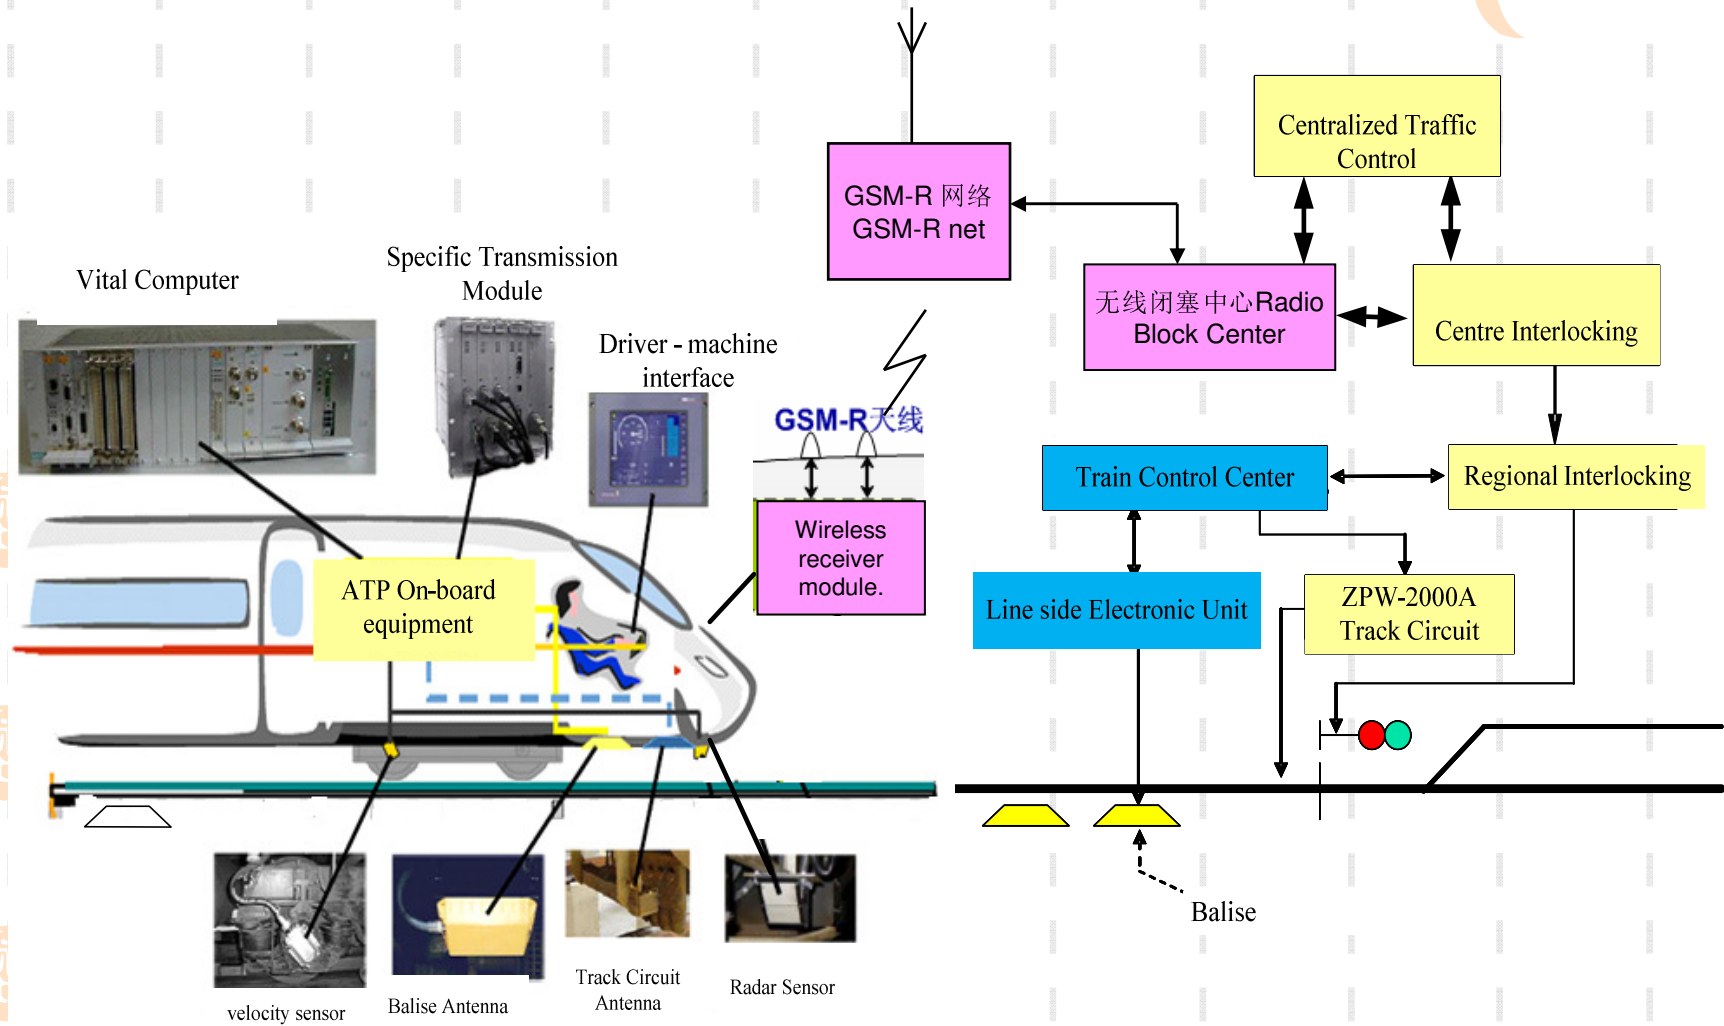 Centralized Traffic
Control
GSM-R 网络
GSM-R net
Specific Transmission
Module
Vital Computer
无线闭塞中心Radio
Block Center
Centre Interlocking
Driver - machine
interface
GSM-R天线
Train Control Center
Regional Interlocking
Wireless
receiver
module.
ATP On-board
equipment
Line side Electronic Unit
ZPW-2000A
Track Circuit
Balise
Track Circuit
Antenna
Radar Sensor
Balise Antenna
velocity sensor